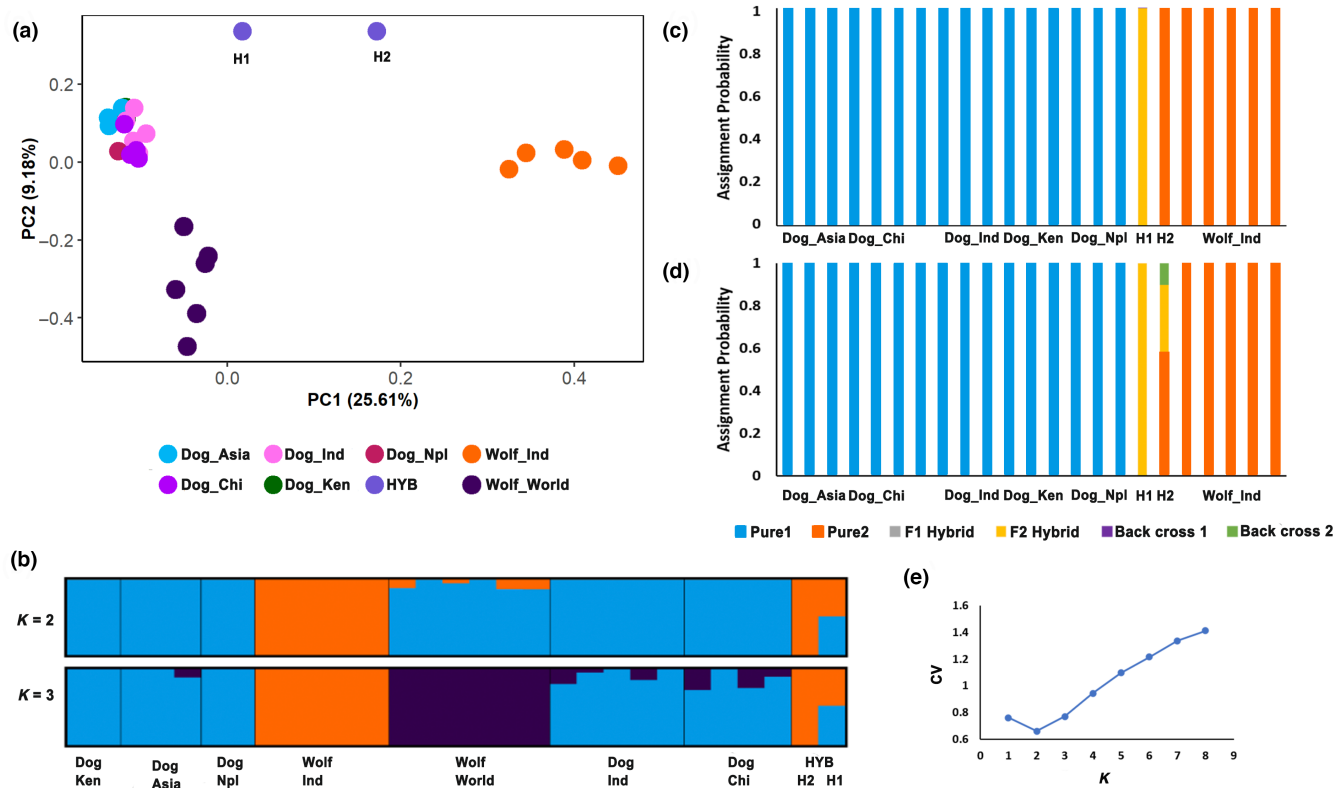 (a)
H1
H2
0.2
0.0
−0.2
−0.4
PC2 (9.18%)
0.0
0.2
0.4
PC1 (25.61%)
Dog_Asia
Dog_Ind
Dog_Npl
Wolf_Ind
Dog_Chi
Dog_Ken
HYB
Wolf_World
(b)
K = 2
K = 3
Dog Ken
Dog Asia
Dog Npl
Wolf Ind
Wolf World
Dog Ind
Dog Chi
HYB
H2 H1
(c)
Assignment Probability
1
0.8
0.6
0.4
0.2
0
Dog_Asia Dog_Chi Dog_Ind Dog_Ken Dog_Npl H1 H2 Wolf_Ind
(d)
Assignment Probability
1
0.8
0.6
0.4
0.2
0
Dog_Asia Dog_Chi Dog_Ind Dog_Ken Dog_Npl H1 H2 Wolf_Ind
Pure1 Pure2 F1 Hybrid F2 Hybrid Back cross 1 Back cross 2
(e)
CV
1.6
1.4
1.2
1
0.8
0.6
0 1 2 3 4 5 6 7 8 9
K